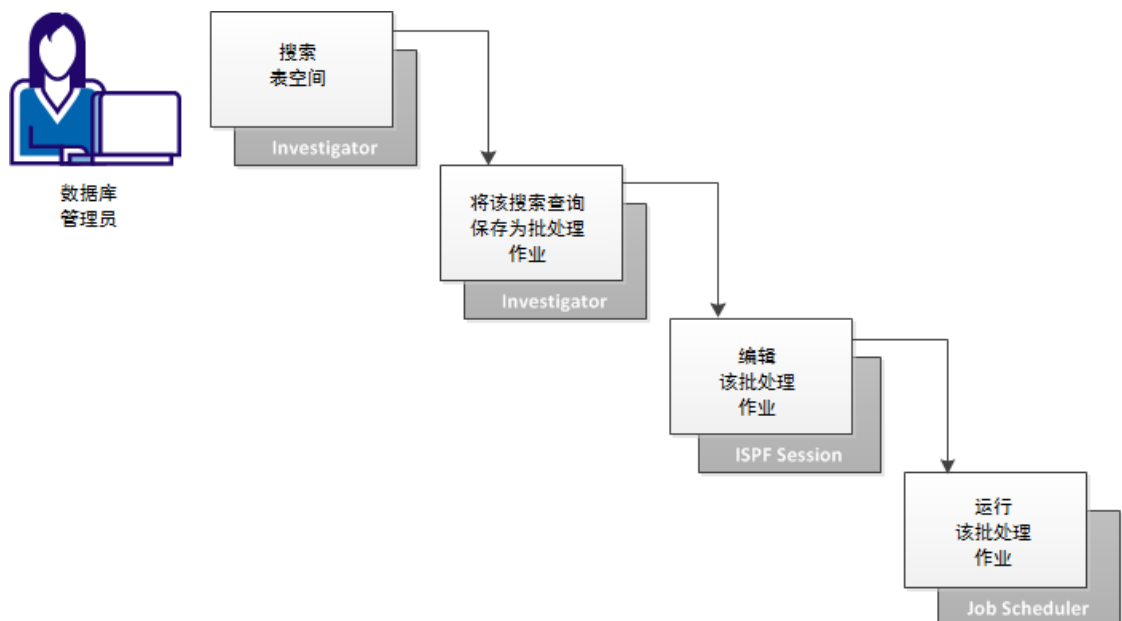 搜索
表空间
Investigator
数据库
管理员
将该搜索查询
保存为批处理
作业
Investigator
编辑
该批处理
作业
ISPF Session
运行
该批处理
作业
Job Scheduler